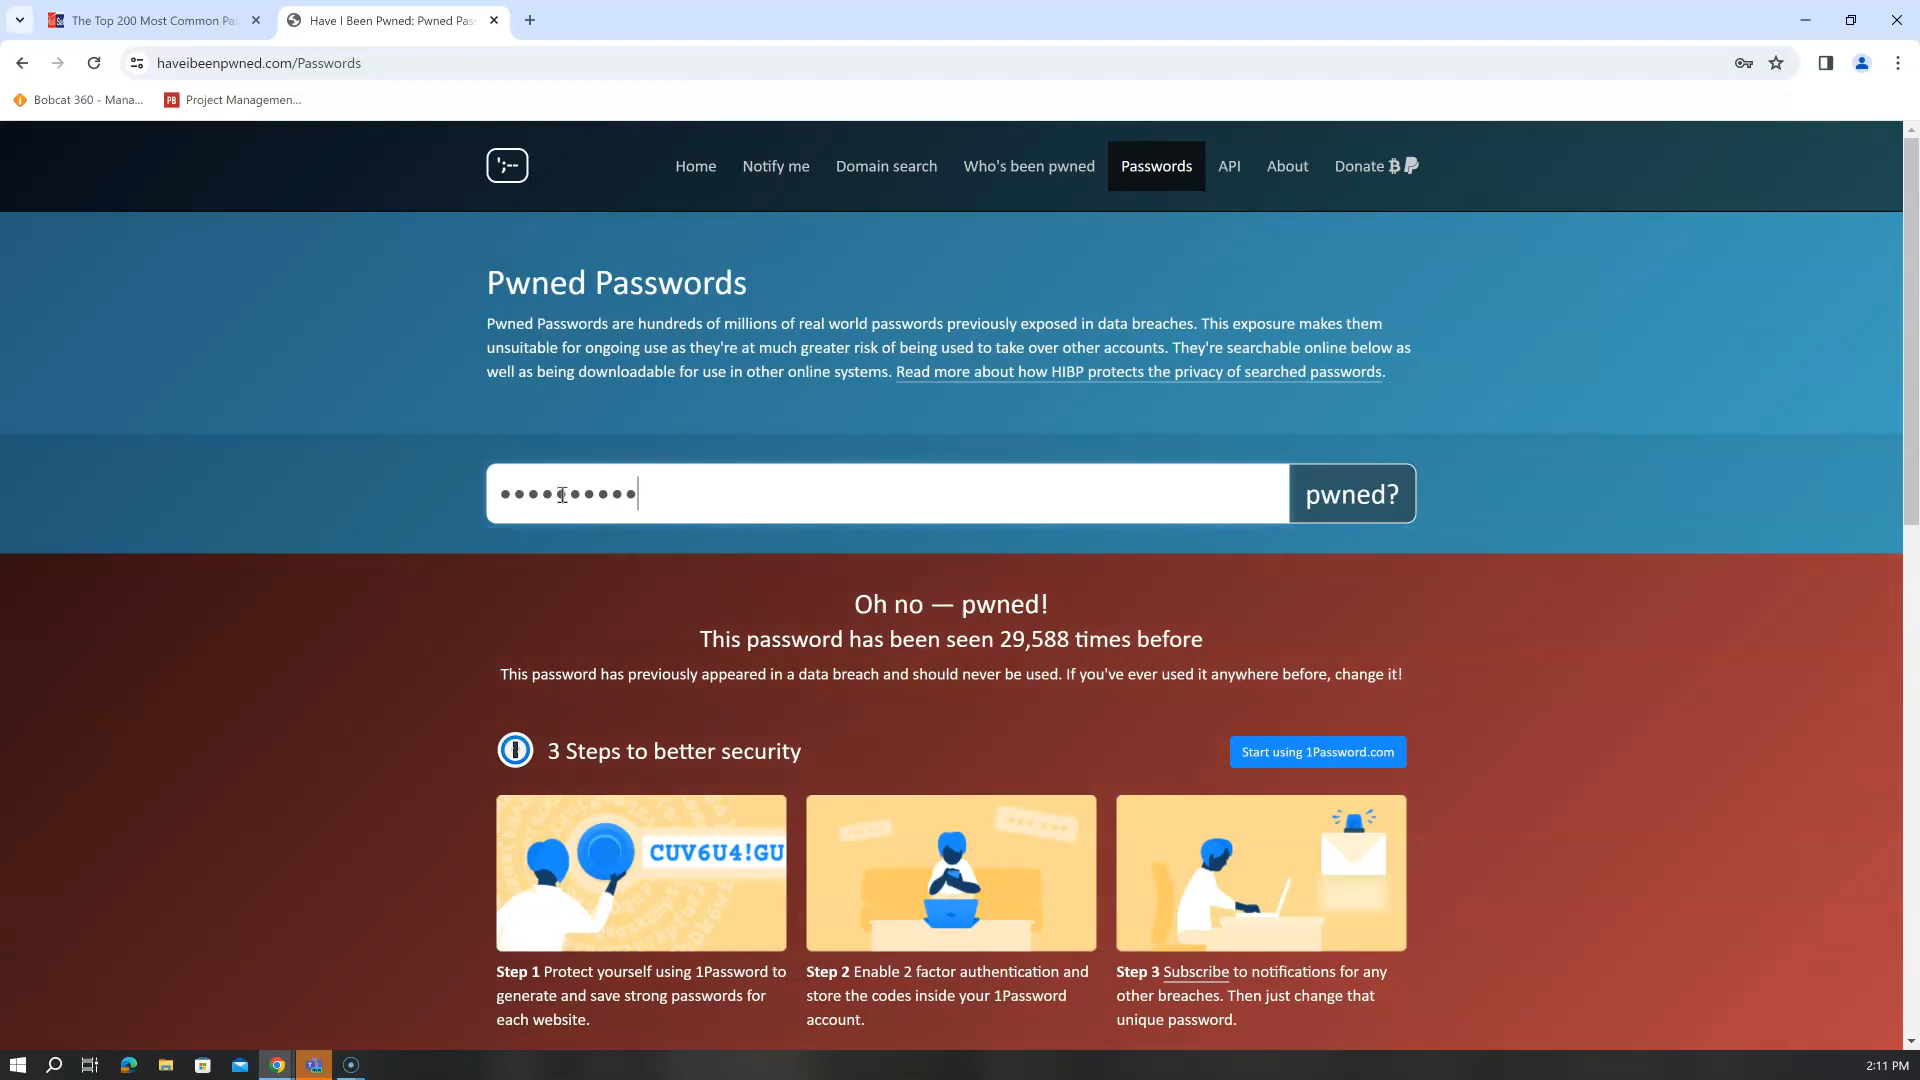 The Top 200 Most Common Pa
Have I Been Pwned: Pwned Pas
haveibeenpwned.com/Passwords
Bobcat 360 - Mana...
PB Project Managemen...
';--
Home Notify me Domain search Who's been pwned Passwords API About Donate
Pwned Passwords
Pwned Passwords are hundreds of millions of real world passwords previously exposed in data breaches. This exposure makes them
unsuitable for ongoing use as they're at much greater risk of being used to take over other accounts. They're searchable online below as
well as being downloadable for use in other online systems. Read more about how HIBP protects the privacy of searched passwords.
●●●●●●●●●●
pwned?
Oh no — pwned!
This password has been seen 29,588 times before
This password has previously appeared in a data breach and should never be used. If you've ever used it anywhere before, change it!
3 Steps to better security
Start using 1Password.com
CUV6U4!GU
Step 1 Protect yourself using 1Password to
generate and save strong passwords for
each website.
Step 2 Enable 2 factor authentication and
store the codes inside your 1Password
account.
Step 3 Subscribe to notifications for any
other breaches. Then just change that
unique password.
2:11 PM